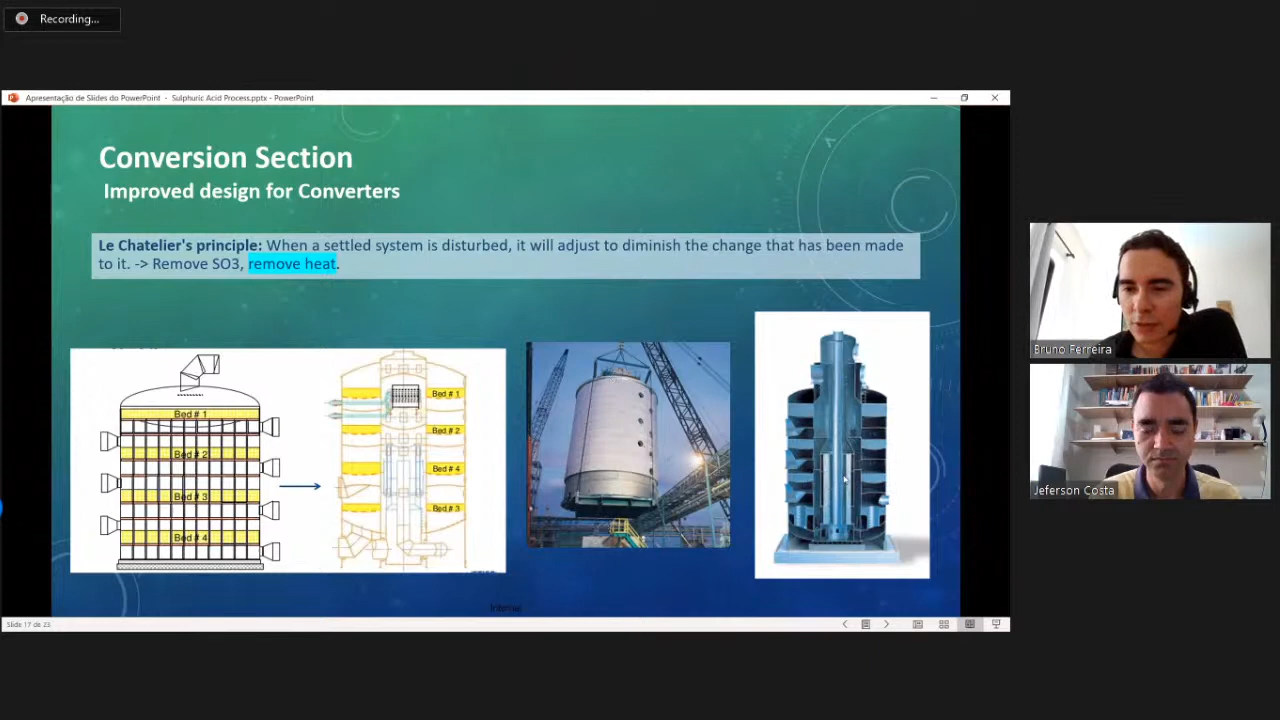 Recording...
Apresentação de Slides do PowerPoint - Sulphuric Acid Process.pptx - PowerPoint
Conversion Section
Improved design for Converters
Le Chatelier's principle: When a settled system is disturbed, it will adjust to diminish the change that has been made
to it. -> Remove SO3, remove heat.
Bed # 1
Bed # 2
Bed # 3
Bed # 4
Bed # 1
Bed # 2
Bed # 4
Bed # 3
Internal
Slide 17 de 23
Bruno Ferreira
Jeferson Costa